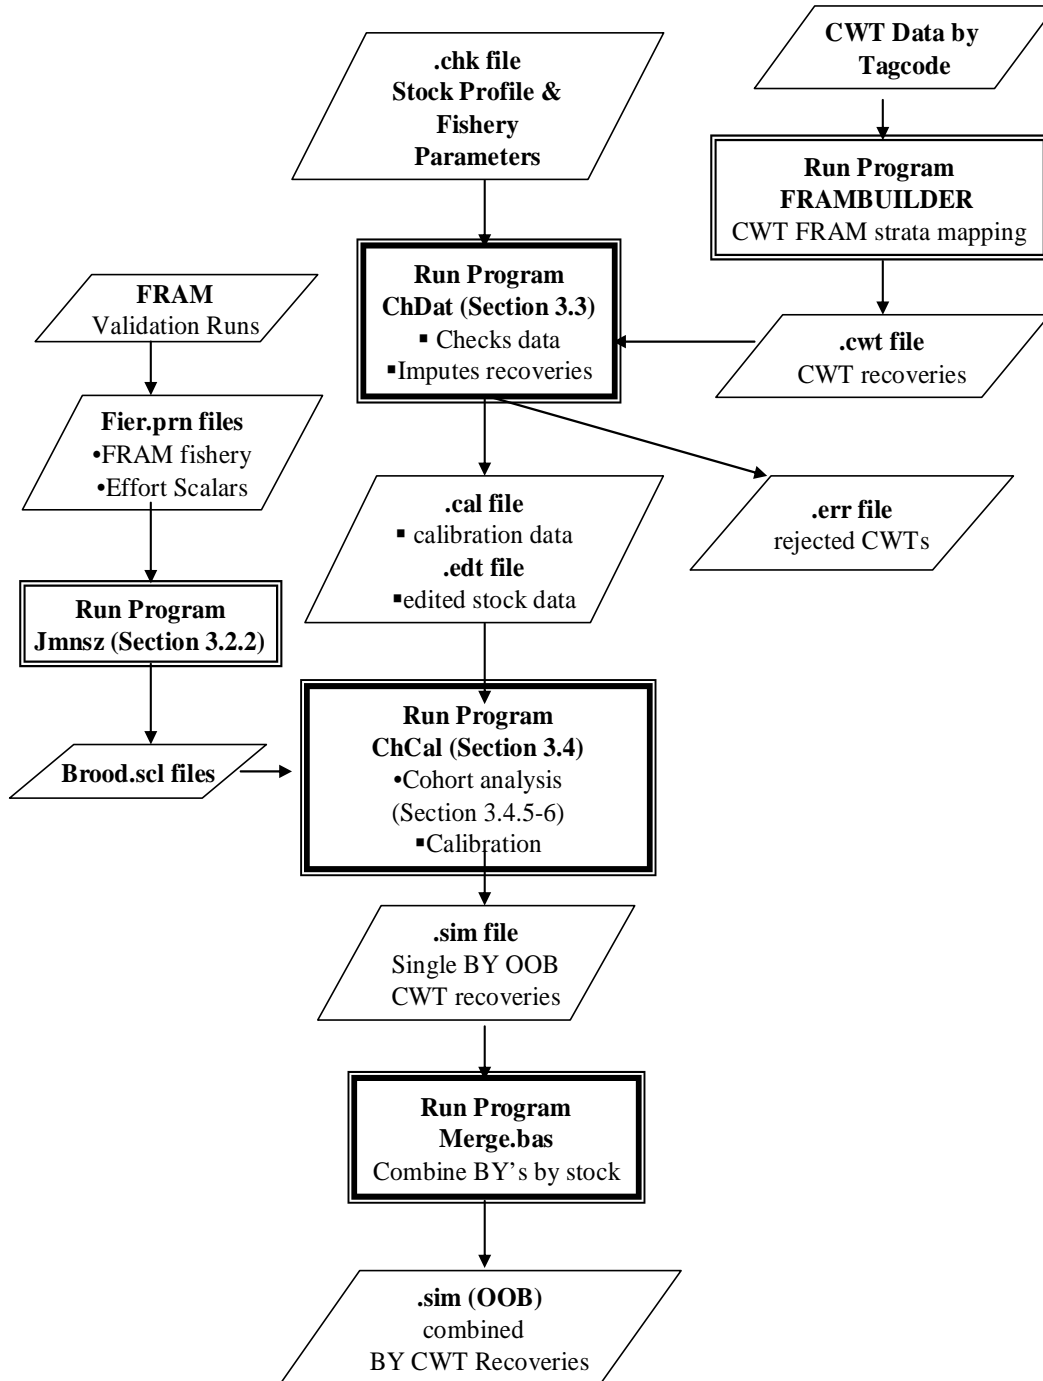 .chk file
Stock Profile &
Fishery
Parameters
CWT Data by
Tagcode
Run Program
FRAMBUILDER
CWT FRAM strata mapping
Run Program
ChDat (Section 3.3)
▪ Checks data
▪Imputes recoveries
.cwt file
CWT recoveries
FRAM
Validation Runs
Fier.prn files
•FRAM fishery
•Effort Scalars
.cal file
▪ calibration data
.edt file
▪edited stock data
.err file
rejected CWTs
Run Program
Jmnsz (Section 3.2.2)
Brood.scl files
Run Program
ChCal (Section 3.4)
•Cohort analysis
(Section 3.4.5-6)
▪Calibration
.sim file
Single BY OOB
CWT recoveries
Run Program
Merge.bas
Combine BY's by stock
.sim (OOB)
combined
BY CWT Recoveries